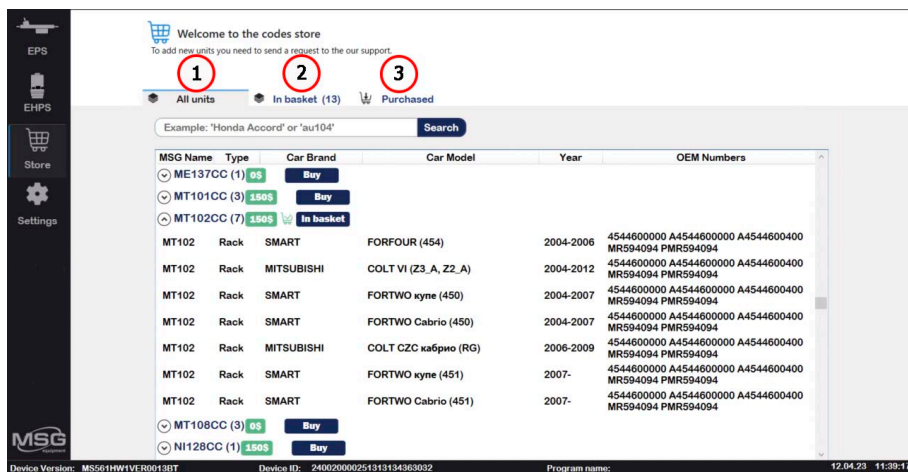 EPS
EHPS
Store
Settings
MSG
equipment
Welcome to the codes store
To add new units you need to send a request to the our support.
1
2
3
All units
In basket (13)
Purchased
Example: 'Honda Accord' or 'au104'
Search
MSG Name Type Car Brand Car Model Year OEM Numbers
ME137CC (1) 0$ Buy
MT101CC (3) 150$ Buy
MT102CC (7) 150$ In basket
MT102 Rack SMART FORFOUR (454) 2004-2006 4544600000 A4544600000 A4544600400
MR594094 PMR594094
MT102 Rack MITSUBISHI COLT VI (Z3_A, Z2_A) 2004-2012 4544600000 A4544600000 A4544600400
MR594094 PMR594094
MT102 Rack SMART FORTWO купе (450) 2004-2007 4544600000 A4544600000 A4544600400
MR594094 PMR594094
MT102 Rack SMART FORTWO Cabrio (450) 2004-2007 4544600000 A4544600000 A4544600400
MR594094 PMR594094
MT102 Rack MITSUBISHI COLT CZC кабрио (RG) 2006-2009 4544600000 A4544600000 A4544600400
MR594094 PMR594094
MT102 Rack SMART FORTWO купе (451) 2007- 4544600000 A4544600000 A4544600400
MR594094 PMR594094
MT102 Rack SMART FORTWO Cabrio (451) 2007- 4544600000 A4544600000 A4544600400
MR594094 PMR594094
MT108CC (3) 0$ Buy
NI128CC (1) 150$ Buy
Device Version: MS561HW1VER0013BT Device ID: 240020000251313134363032 Program name: 12.04.23 11:39:17